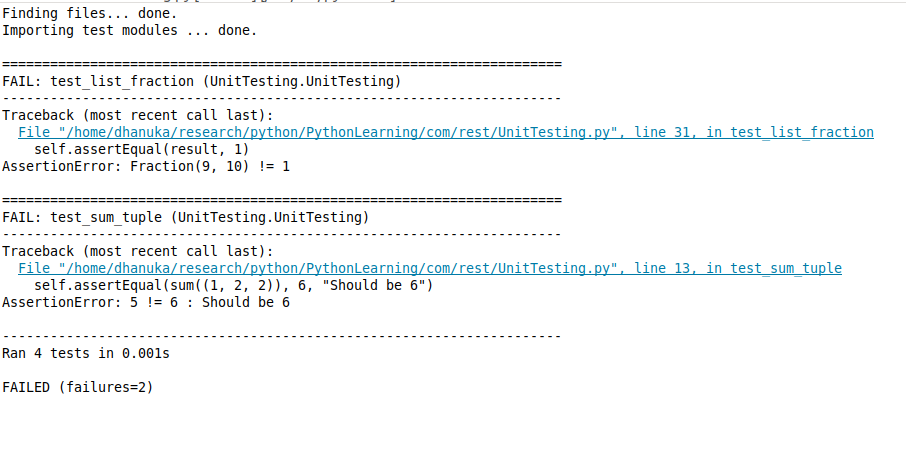 Finding files... done.
Importing test modules ... done.
======================================================================
FAIL: test_list_fraction (UnitTesting.UnitTesting)
----------------------------------------------------------------------
Traceback (most recent call last):
  File "/home/dhanuka/research/python/PythonLearning/com/rest/UnitTesting.py", line 31, in test_list_fraction
    self.assertEqual(result, 1)
AssertionError: Fraction(9, 10) != 1
======================================================================
FAIL: test_sum_tuple (UnitTesting.UnitTesting)
----------------------------------------------------------------------
Traceback (most recent call last):
  File "/home/dhanuka/research/python/PythonLearning/com/rest/UnitTesting.py", line 13, in test_sum_tuple
    self.assertEqual(sum((1, 2, 2)), 6, "Should be 6")
AssertionError: 5 != 6 : Should be 6
----------------------------------------------------------------------
Ran 4 tests in 0.001s
FAILED (failures=2)